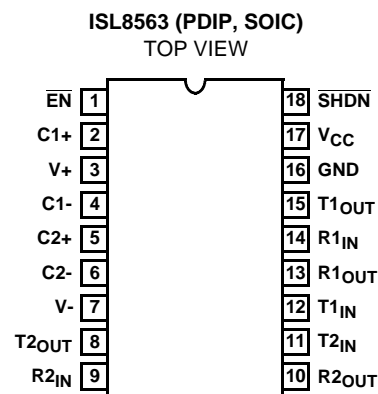 ISL8563 (PDIP, SOIC)
TOP VIEW
EN 1
C1+ 2
V+ 3
C1- 4
C2+ 5
C2- 6
V- 7
T2OUT 8
R2IN 9
18 SHDN
17 VCC
16 GND
15 T1OUT
14 R1IN
13 R1OUT
12 T1IN
11 T2IN
10 R2OUT